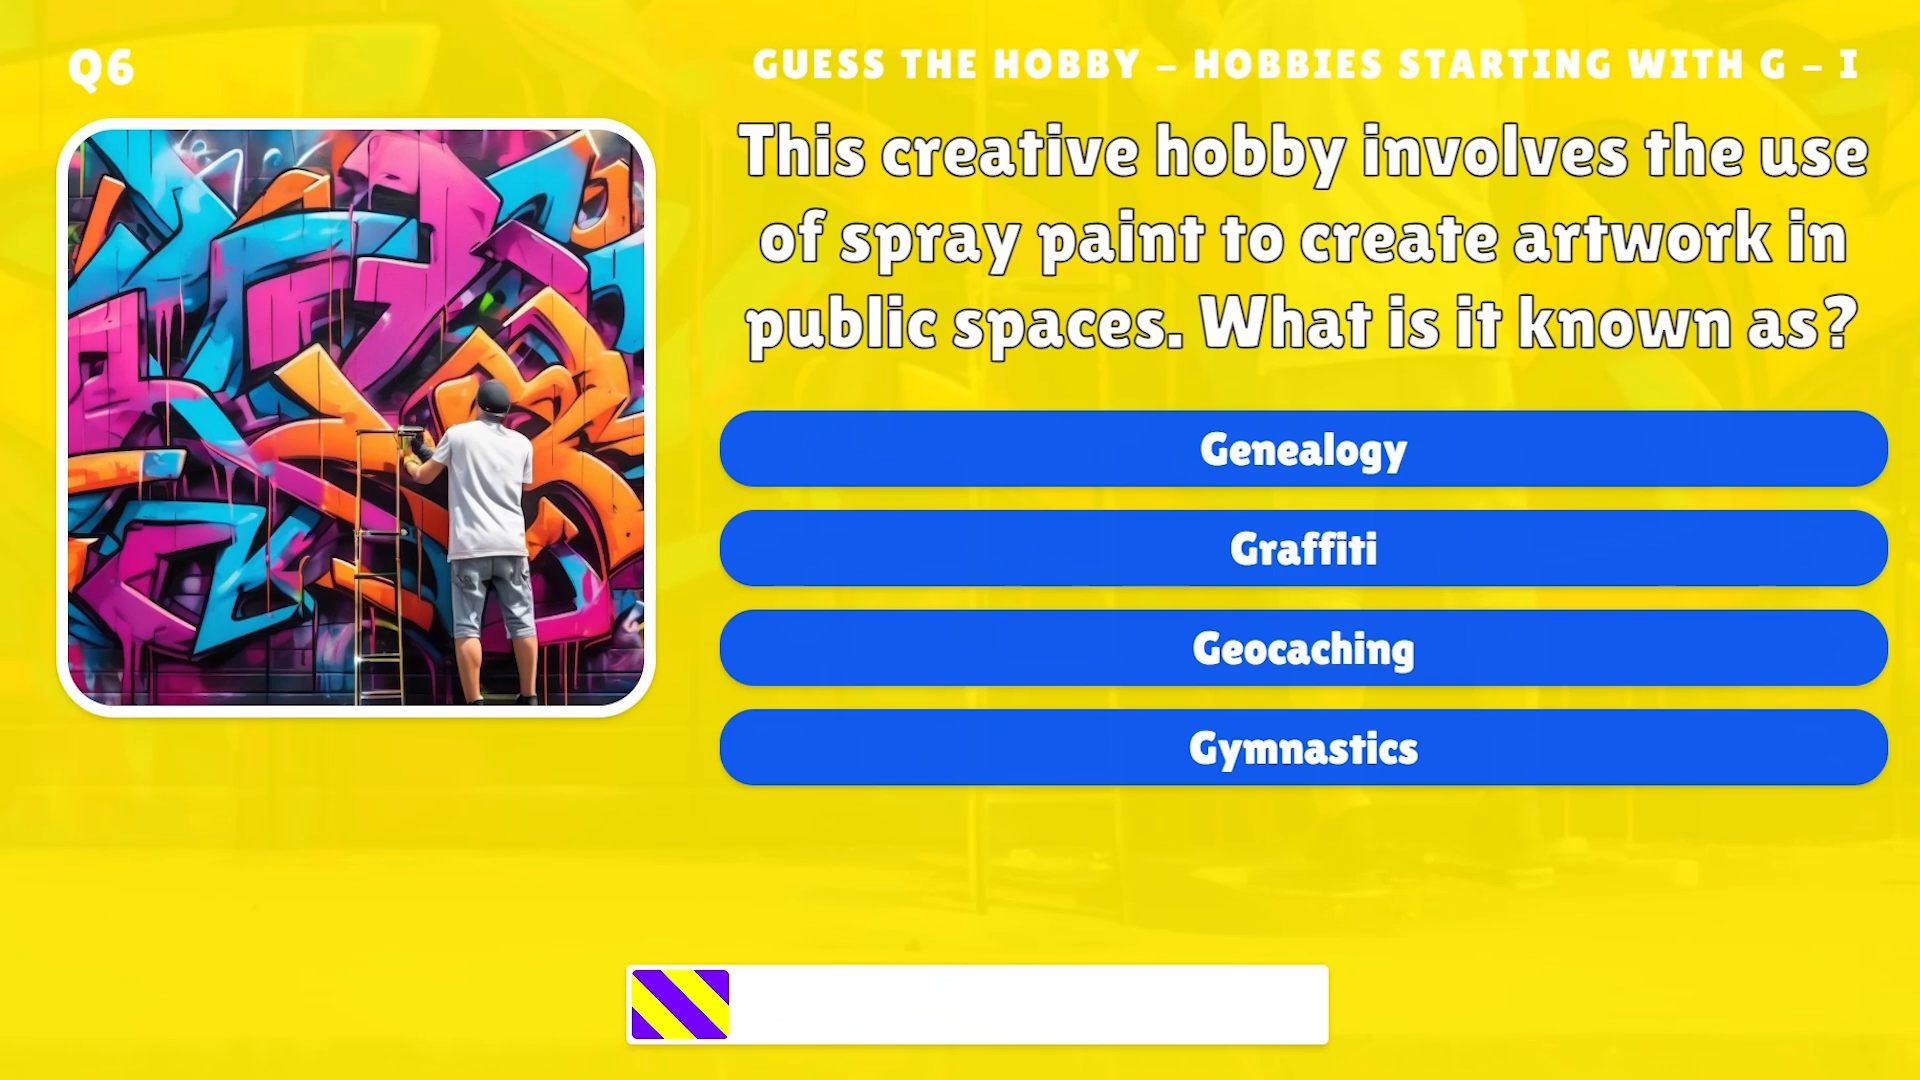 Q6
GUESS THE HOBBY – HOBBIES STARTING WITH G – I
This creative hobby involves the use
of spray paint to create artwork in
public spaces. What is it known as?
Genealogy
Graffiti
Geocaching
Gymnastics